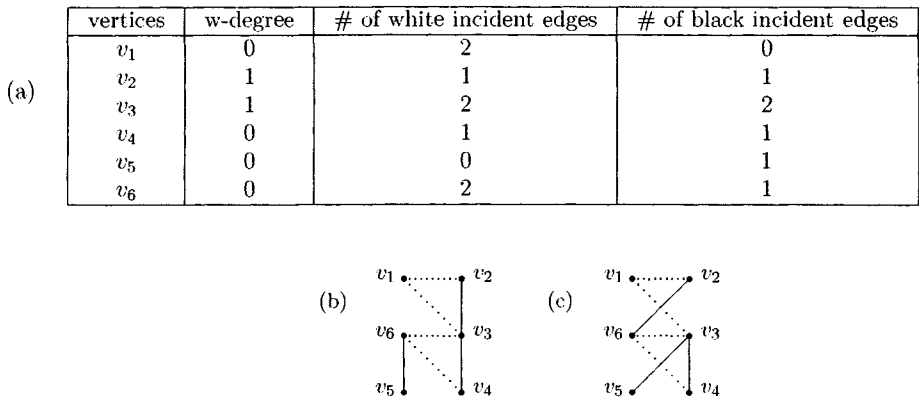 vertices w-degree # of white incident edges # of black incident edges
v₁ 0 2 0
v₂ 1 1 1
(a)
v₃ 1 2 2
v₄ 0 1 1
v₅ 0 0 1
v₆ 0 2 1
v₁ v₂ v₁ v₂
(b) (c)
v₆ v₃ v₆ v₃
v₅ v₄ v₅ v₄